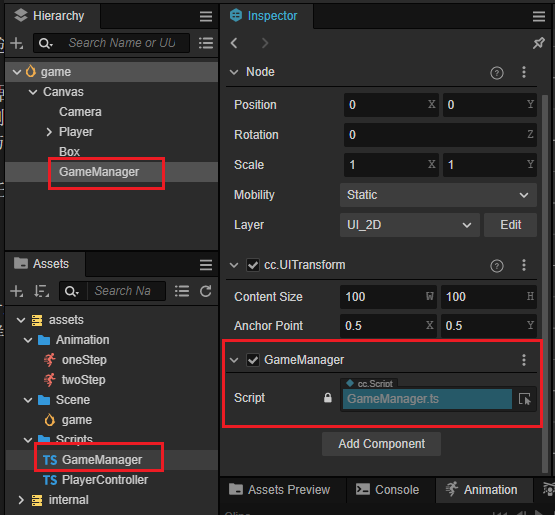 Hierarchy
Search Name or UU
game
Canvas
Camera
Player
Box
GameManager
Assets
Search Na
assets
Animation
oneStep
twoStep
Scene
game
Scripts
TS GameManager
TS PlayerController
internal
Inspector
Node
Position 0 X 0 Y
Rotation 0 Z
Scale 1 X 1 Y
Mobility Static
Layer UI_2D Edit
cc.UITransform
Content Size 100 W 100 H
Anchor Point 0.5 X 0.5 Y
GameManager
cc.Script
Script GameManager.ts
Add Component
Assets Preview Console Animation